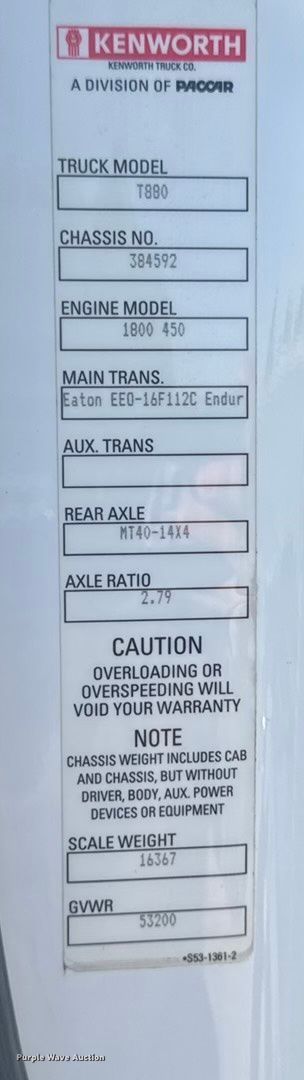 KENWORTH
KENWORTH TRUCK CO.
A DIVISION OF PACCAR
TRUCK MODEL
T880
CHASSIS NO.
384592
ENGINE MODEL
1800 450
MAIN TRANS.
Eaton EEO-16F112C Endur
AUX. TRANS
REAR AXLE
MT40-14X4
AXLE RATIO
2.79
CAUTION
OVERLOADING OR
OVERSPEEDING WILL
VOID YOUR WARRANTY
NOTE
CHASSIS WEIGHT INCLUDES CAB
AND CHASSIS, BUT WITHOUT
DRIVER, BODY, AUX. POWER
DEVICES OR EQUIPMENT
SCALE WEIGHT
16367
GVWR
53200
•S53-1361-2
Purple Wave Auction